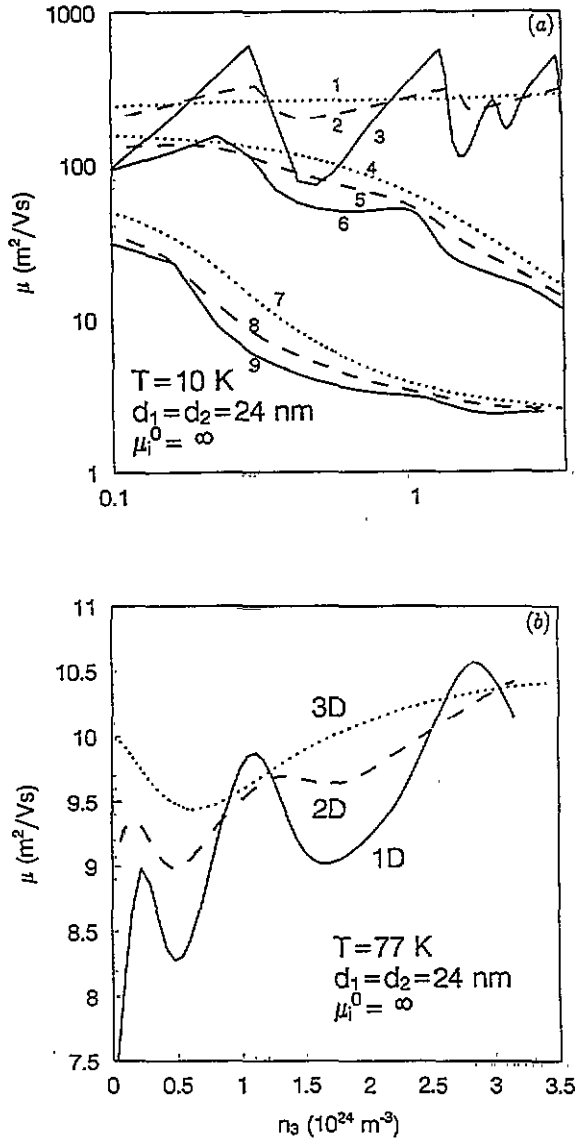 1000
(a)
1
2
3
100
4
5
6
μ (m²/Vs)
7
10
8
9
T=10 K
d₁=d₂=24 nm
μᵢ⁰=∞
1
0.1
1
11
(b)
10.5
3D
10
2D
9.5
μ (m²/Vs)
9
1D
8.5
T=77 K
d₁=d₂=24 nm
8
μᵢ⁰=∞
7.5
0 0.5 1 1.5 2 2.5 3 3.5
n₃ (10²⁴ m⁻³)